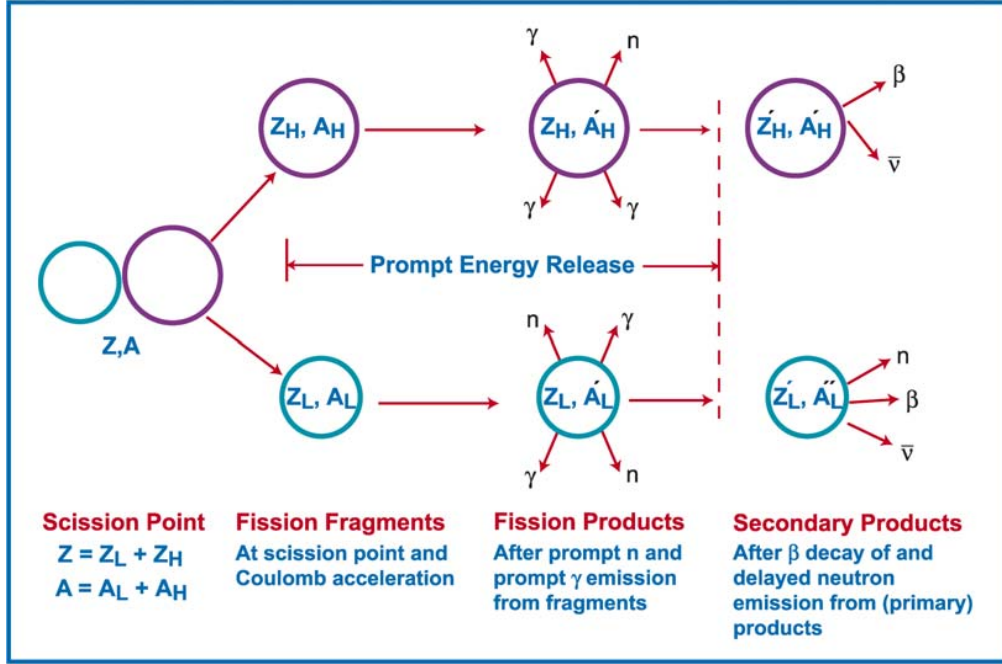 γ n
Z_H, A_H
Z_H, A´_H
Z´_H, A´_H
β
ν̅
γ γ
Prompt Energy Release
Z,A
n γ
Z_L, A_L
Z_L, A´_L
Z´_L, A´´_L
n
β
ν̅
γ n
Scission Point
Z = Z_L + Z_H
A = A_L + A_H
Fission Fragments
At scission point and
Coulomb acceleration
Fission Products
After prompt n and
prompt γ emission
from fragments
Secondary Products
After β decay of and
delayed neutron
emission from (primary)
products